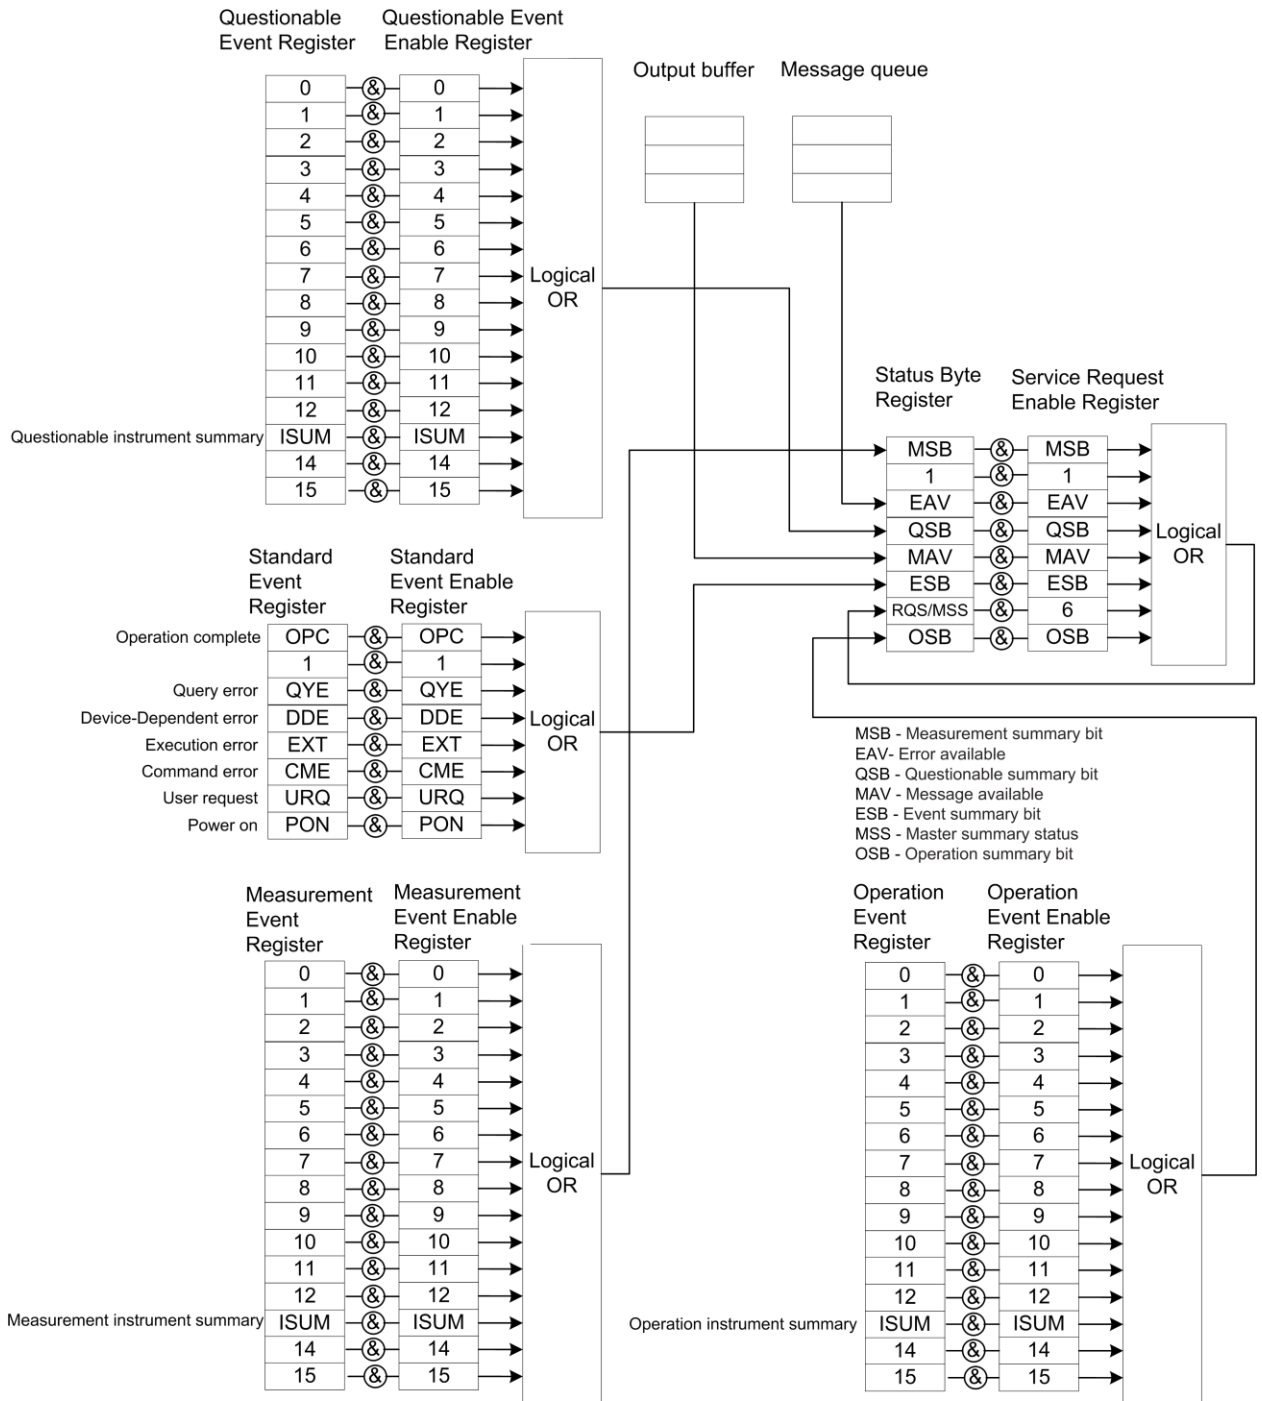 Questionable Event Register
Questionable Event Enable Register
0 & 0
1 & 1
2 & 2
3 & 3
4 & 4
5 & 5
6 & 6
7 & 7
8 & 8
9 & 9
10 & 10
11 & 11
12 & 12
Questionable instrument summary ISUM & ISUM
14 & 14
15 & 15
Logical
OR
Output buffer
Message queue
Status Byte
Register
Service Request
Enable Register
MSB & MSB
1 & 1
EAV & EAV
QSB & QSB
MAV & MAV
ESB & ESB
RQS/MSS & 6
OSB & OSB
Logical
OR
Standard
Event
Register
Standard
Event Enable
Register
Operation complete OPC & OPC
1 & 1
Query error QYE & QYE
Device-Dependent error DDE & DDE
Execution error EXT & EXT
Command error CME & CME
User request URQ & URQ
Power on PON & PON
Logical
OR
MSB - Measurement summary bit
EAV- Error available
QSB - Questionable summary bit
MAV - Message available
ESB - Event summary bit
MSS - Master summary status
OSB - Operation summary bit
Measurement
Event
Register
Measurement
Event Enable
Register
0 & 0
1 & 1
2 & 2
3 & 3
4 & 4
5 & 5
6 & 6
7 & 7
8 & 8
9 & 9
10 & 10
11 & 11
12 & 12
Measurement instrument summary ISUM & ISUM
14 & 14
15 & 15
Logical
OR
Operation
Event
Register
Operation
Event Enable
Register
0 & 0
1 & 1
2 & 2
3 & 3
4 & 4
5 & 5
6 & 6
7 & 7
8 & 8
9 & 9
10 & 10
11 & 11
12 & 12
Operation instrument summary ISUM & ISUM
14 & 14
15 & 15
Logical
OR